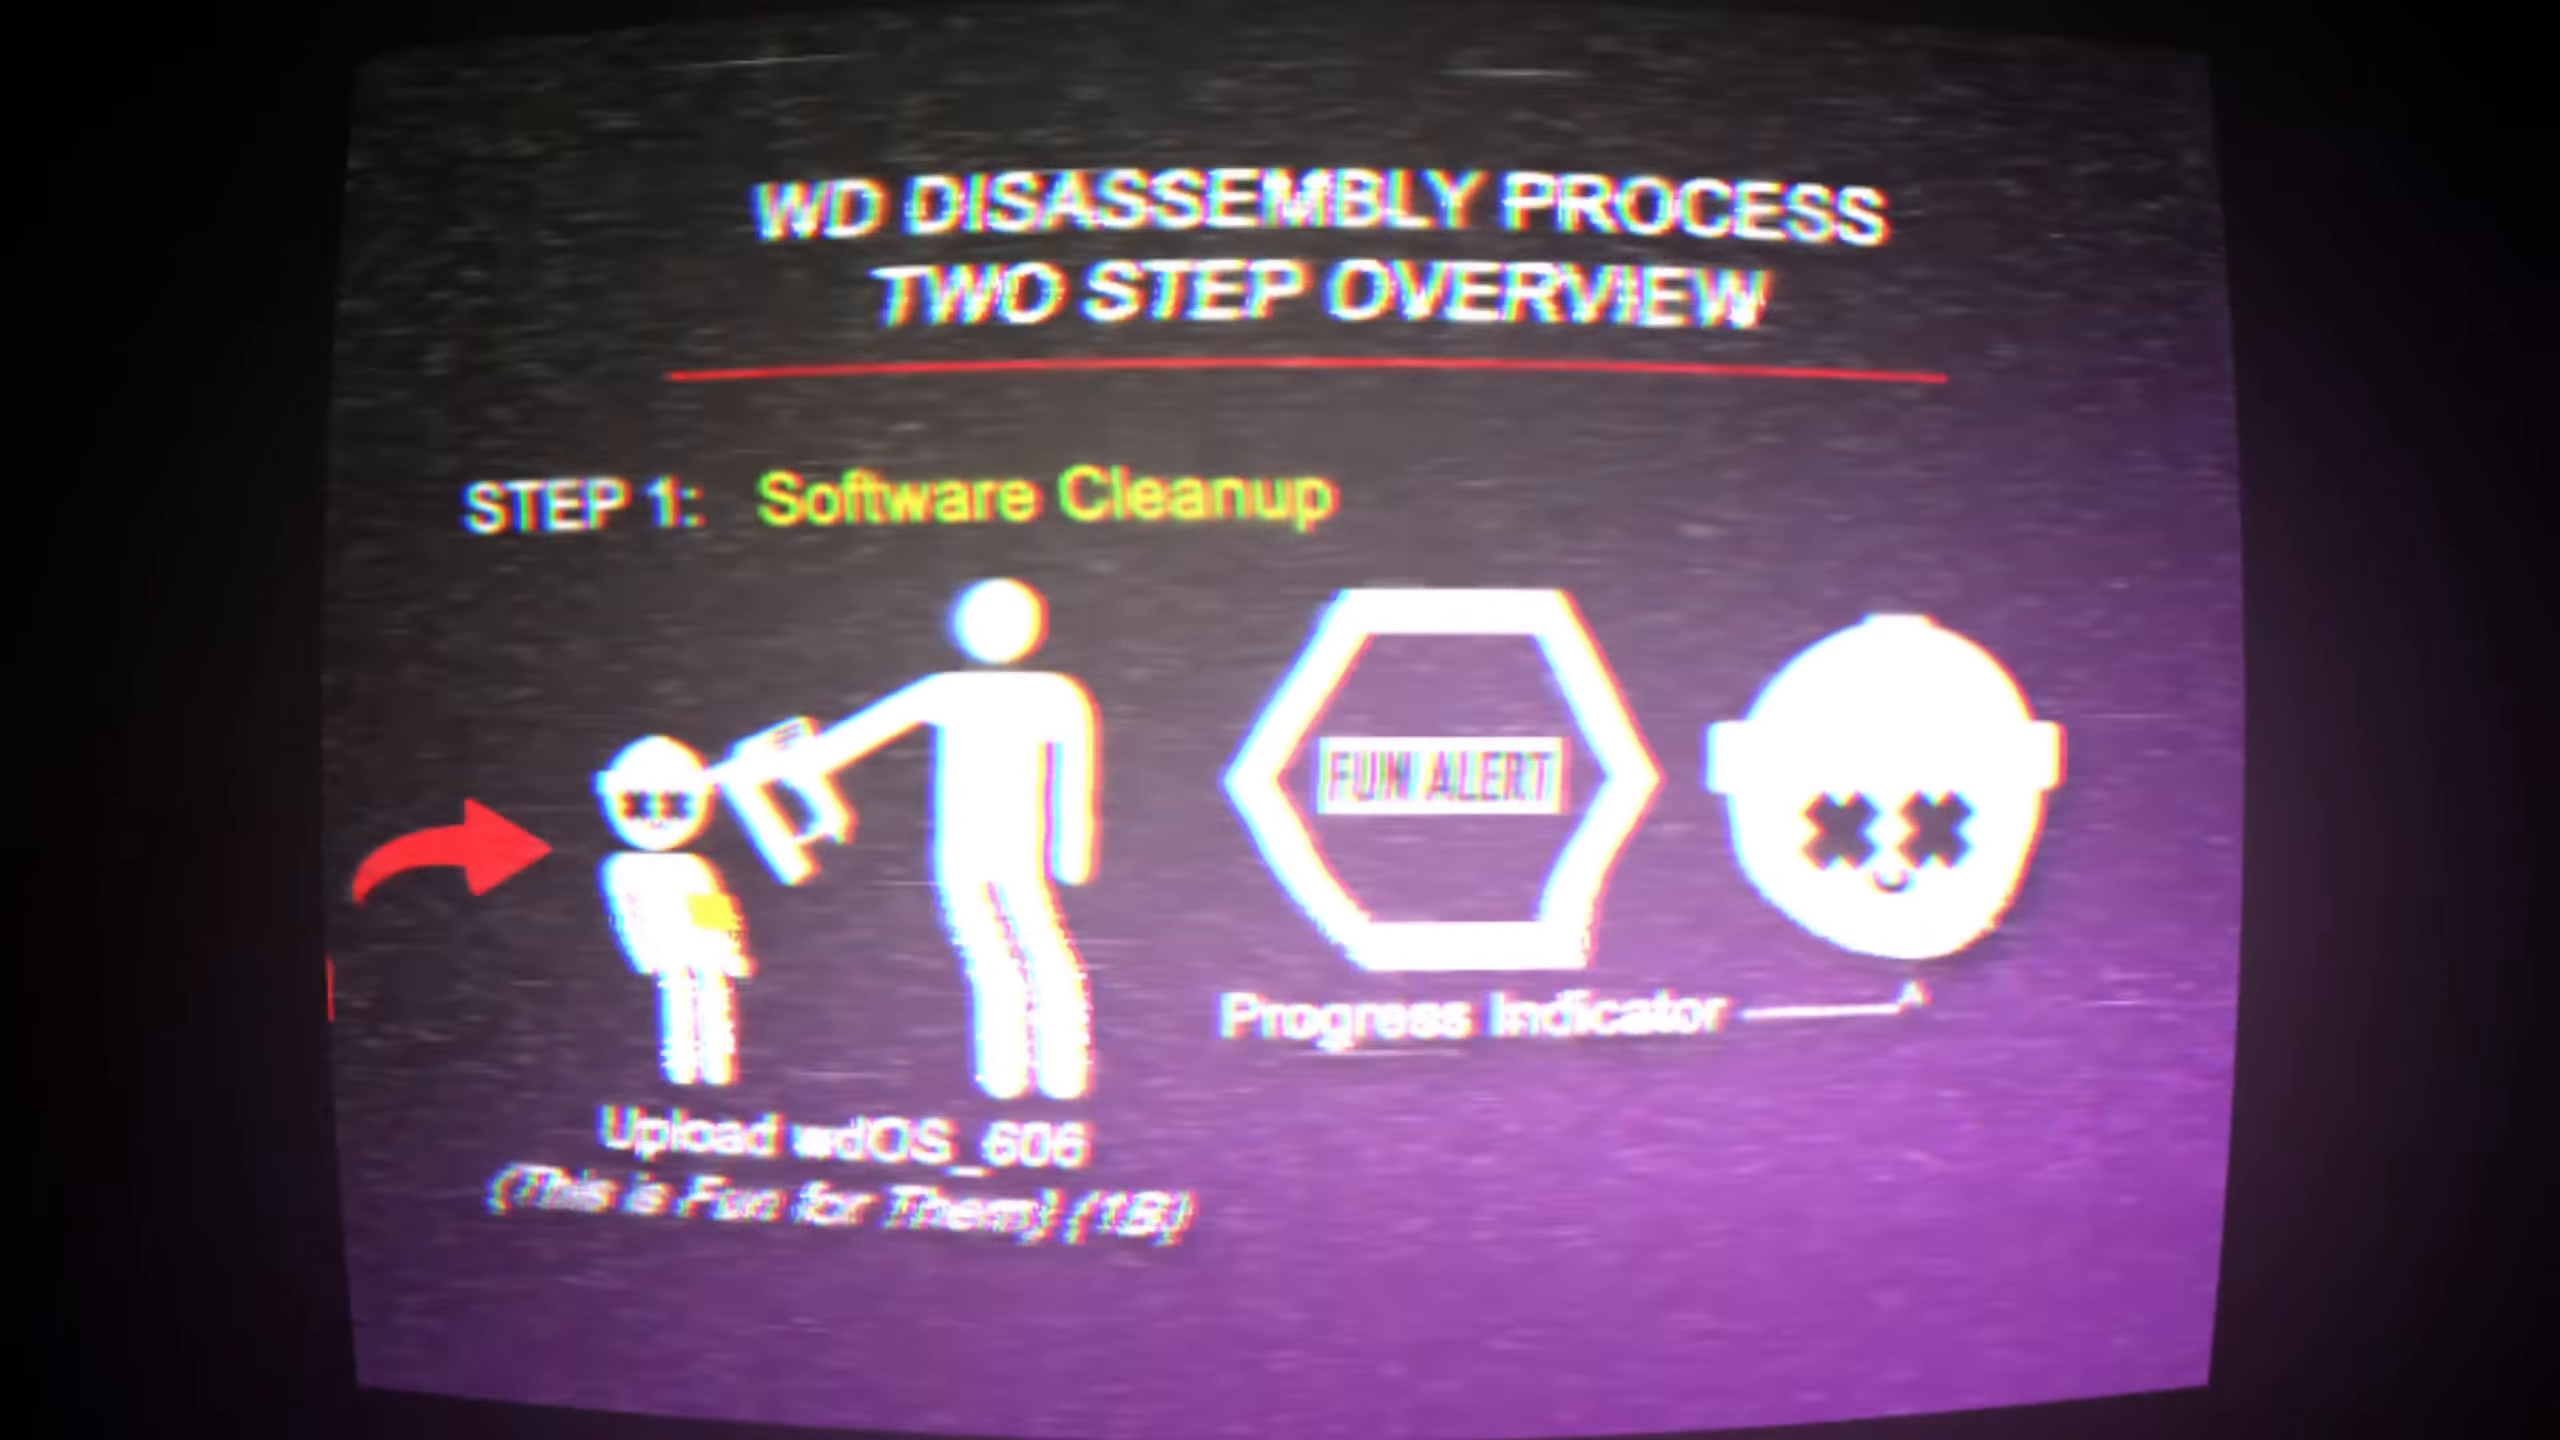 WD DISASSEMBLY PROCESS
TWO STEP OVERVIEW
STEP 1: Software Cleanup
FUN ALERT
Progress Indicator
Upload wdOS_606
(This is Fun for Them)